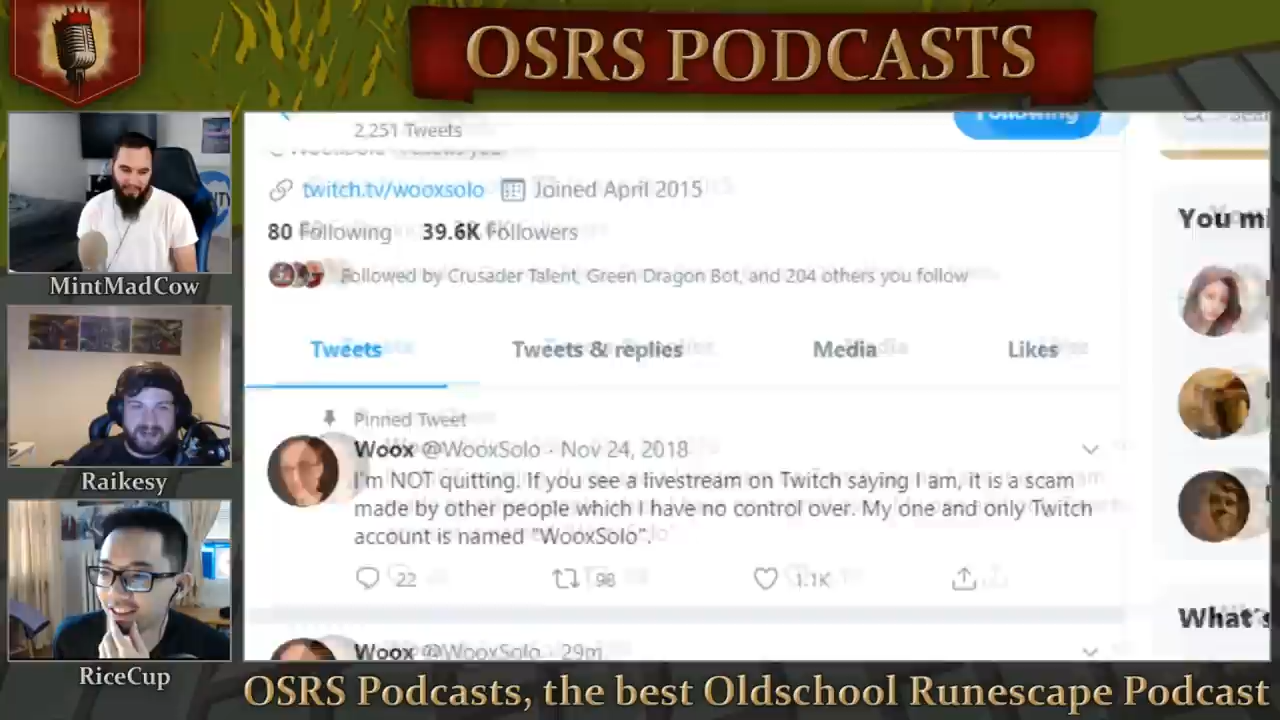 OSRS PODCASTS
2,251 Tweets
Following
twitch.tv/wooxsolo Joined April 2015
80 Following 39.6K Followers
Followed by Crusader Talent, Green Dragon Bot, and 204 others you follow
Tweets Tweets & replies Media Likes
Pinned Tweet
Woox @WooxSolo · Nov 24, 2018
I'm NOT quitting. If you see a livestream on Twitch saying I am, it is a scam
made by other people which I have no control over. My one and only Twitch
account is named "WooxSolo".
22 98 1.1K
Woox @WooxSolo · 29m
You mi
What's
MintMadCow
Raikesy
RiceCup
OSRS Podcasts, the best Oldschool Runescape Podcast